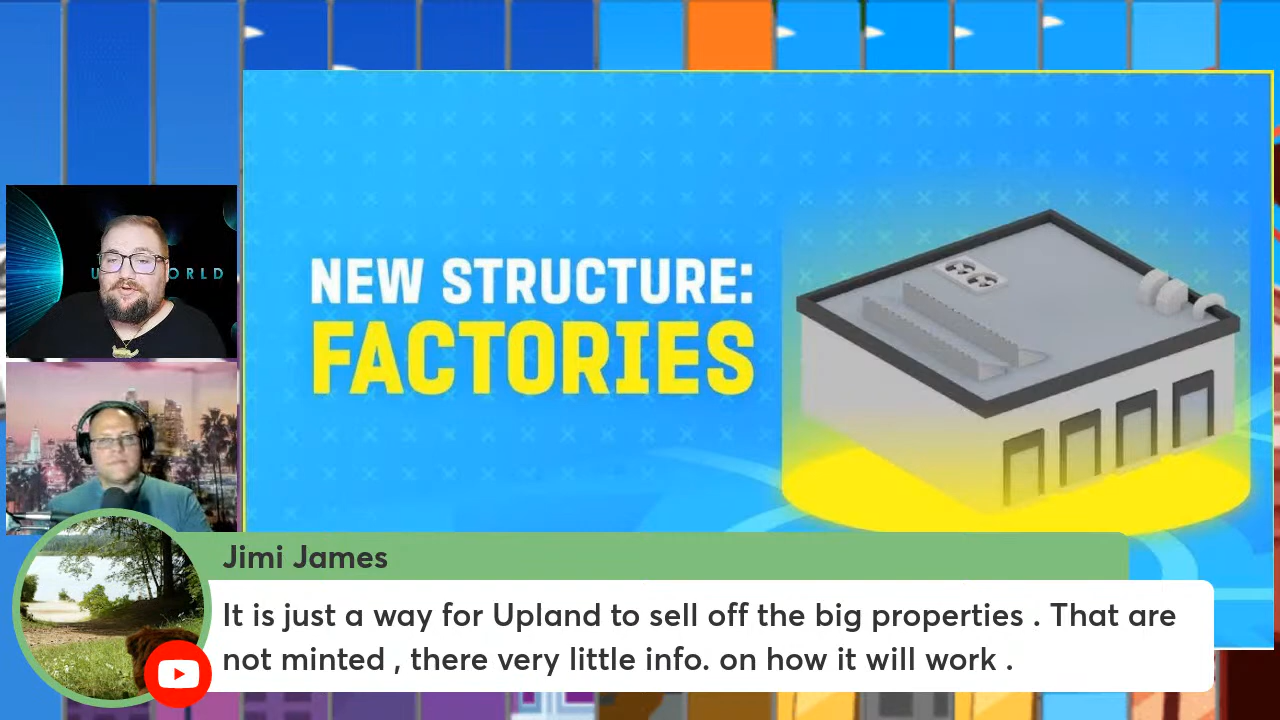 NEW STRUCTURE:
FACTORIES
Jimi James
It is just a way for Upland to sell off the big properties . That are
not minted , there very little info. on how it will work .